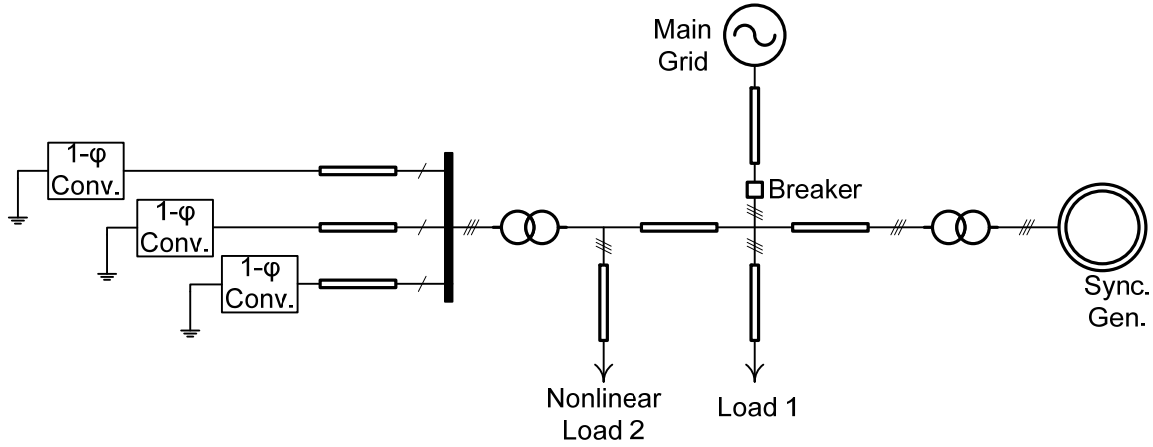 Main
Grid
Breaker
1-φ
Conv.
1-φ
Conv.
1-φ
Conv.
Sync.
Gen.
Nonlinear
Load 2
Load 1